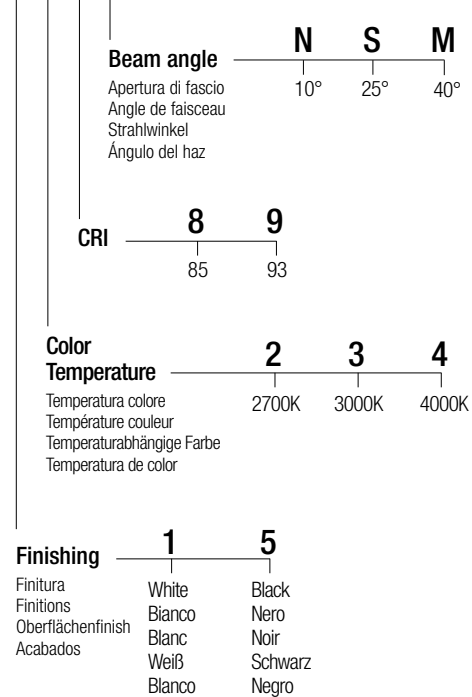 Beam angle N S M
Apertura di fascio 10° 25° 40°
Angle de faisceau
Strahlwinkel
Ángulo del haz
CRI 8 9
85 93
Color
Temperature 2 3 4
Temperatura colore 2700K 3000K 4000K
Température couleur
Temperaturabhängige Farbe
Temperatura de color
Finishing 1 5
Finitura White Black
Finitions Bianco Nero
Oberflächenfinish Blanc Noir
Acabados Weiß Schwarz
Blanco Negro